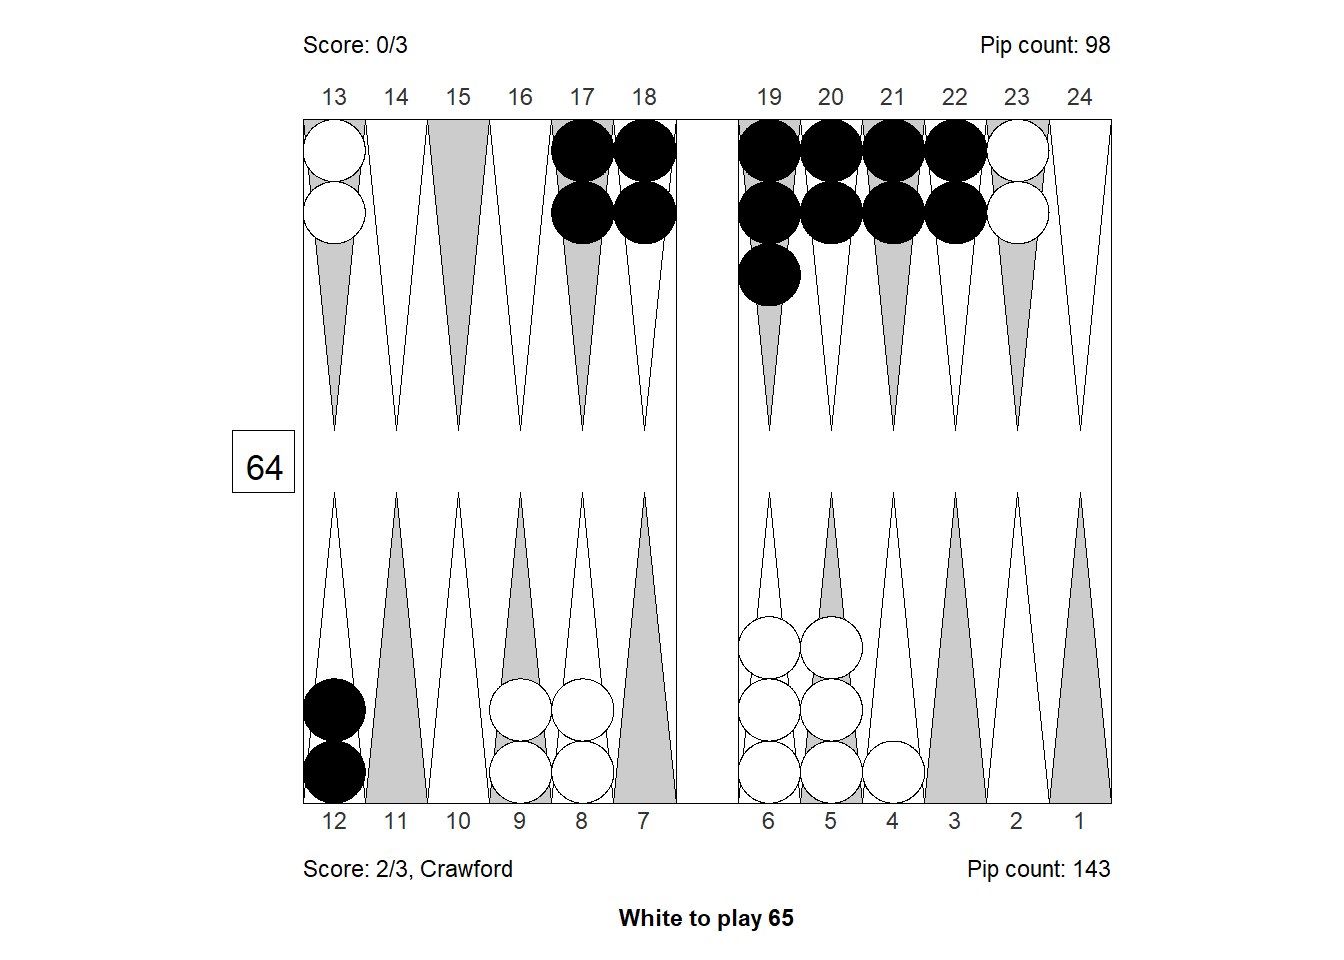 Score: 0/3 Pip count: 98
13 14 15 16 17 18 19 20 21 22 23 24
64
12 11 10 9 8 7 6 5 4 3 2 1
Score: 2/3, Crawford Pip count: 143
White to play 65